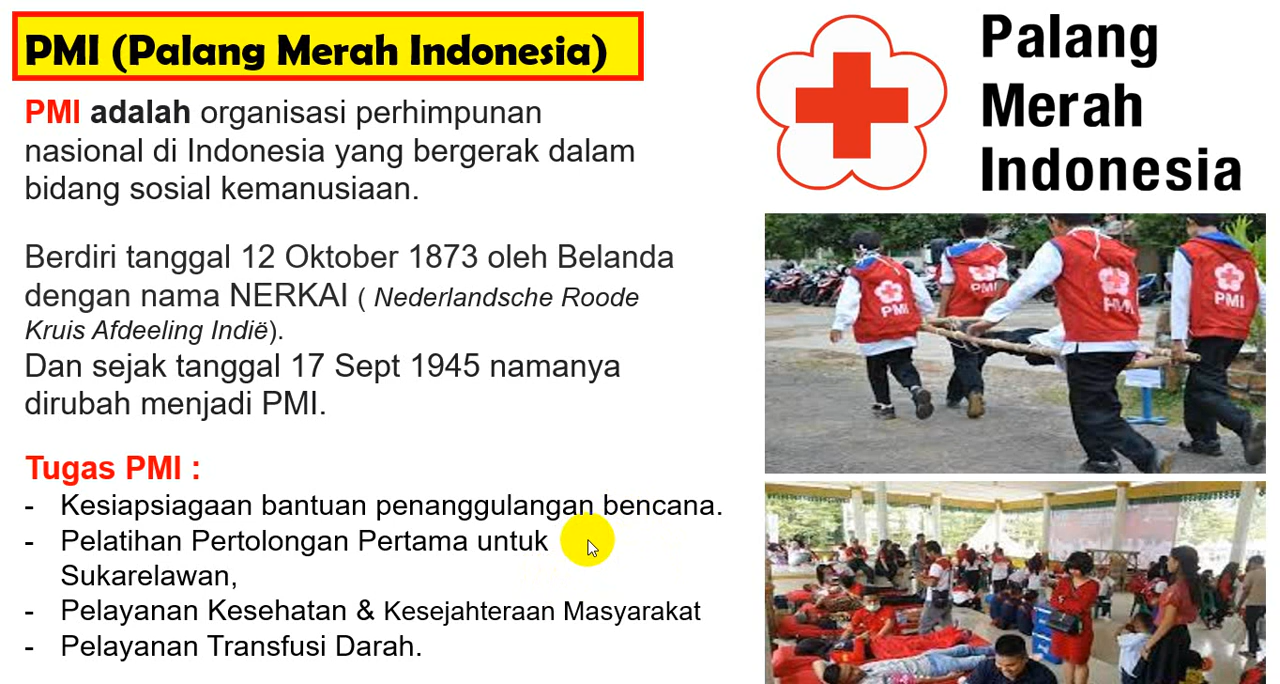 PMI (Palang Merah Indonesia)
PMI adalah organisasi perhimpunan
nasional di Indonesia yang bergerak dalam
bidang sosial kemanusiaan.
Berdiri tanggal 12 Oktober 1873 oleh Belanda
dengan nama NERKAI ( Nederlandsche Roode
Kruis Afdeeling Indië).
Dan sejak tanggal 17 Sept 1945 namanya
dirubah menjadi PMI.
Tugas PMI :
- Kesiapsiagaan bantuan penanggulangan bencana.
- Pelatihan Pertolongan Pertama untuk
Sukarelawan,
- Pelayanan Kesehatan & Kesejahteraan Masyarakat
- Pelayanan Transfusi Darah.
Palang
Merah
Indonesia
PMI
PMI
PMI
PMI